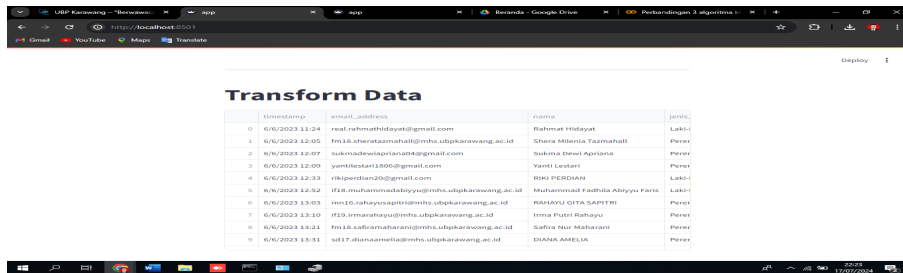 UBP Karawang – "Berwawas
app
app
Beranda - Google Drive
Perbandingan 3 algoritma k
http://localhost:8501
Gmail
YouTube
Maps
Translate
Deploy
Transform Data
timestamp email_address nama jenis_
0 6/6/2023 11:24 real.rahmathidayat@gmail.com Rahmat Hidayat Laki-l
1 6/6/2023 12:05 fm18.sheratazmahall@mhs.ubpkarawang.ac.id Shera Milenia Tazmahall Perer
2 6/6/2023 12:07 sukmadewiapriana04@gmail.com Sukma Dewi Apriana Perer
3 6/6/2023 12:09 yantilestari1806@gmail.com Yanti Lestari Perer
4 6/6/2023 12:33 rikiperdian20@gmail.com RIKI PERDIAN Laki-l
5 6/6/2023 12:52 if18.muhammadabiyyu@mhs.ubpkarawang.ac.id Muhammad Fadhila Abiyyu Faris Laki-l
6 6/6/2023 13:03 mn16.rahayusapitri@mhs.ubpkarawang.ac.id RAHAYU GITA SAPITRI Perer
7 6/6/2023 13:10 if19.irmarahayu@mhs.ubpkarawang.ac.id Irma Putri Rahayu Perer
8 6/6/2023 13:21 fm18.safiramaharani@mhs.ubpkarawang.ac.id Safira Nur Maharani Perer
9 6/6/2023 13:31 sd17.dianaamelia@mhs.ubpkarawang.ac.id DIANA AMELIA Perer
22:23
17/07/2024